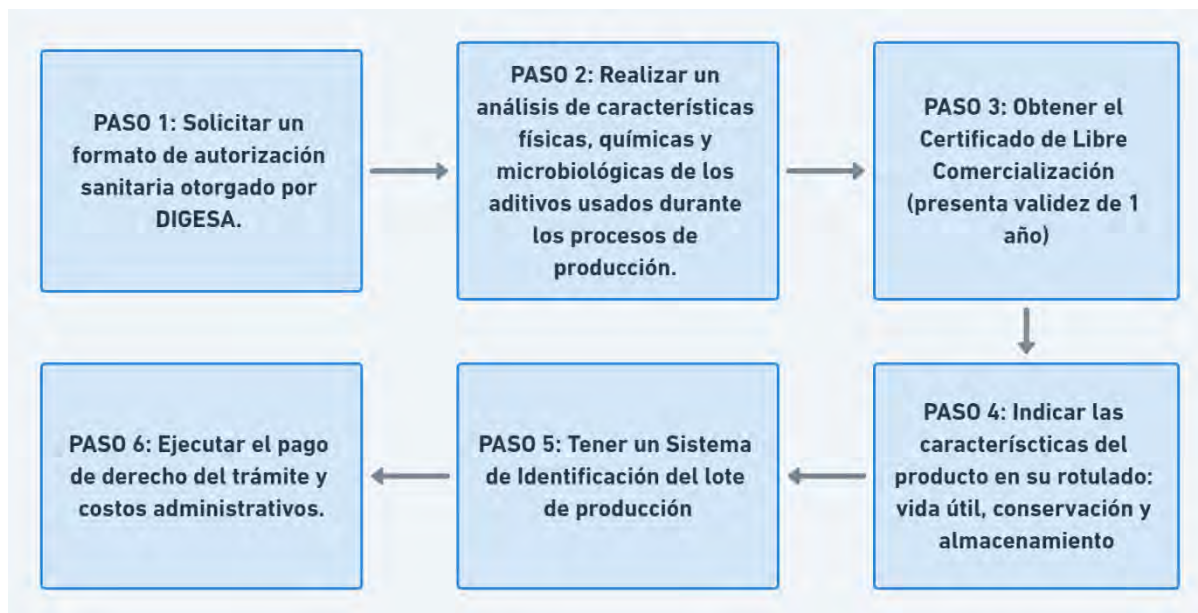 PASO 1: Solicitar un
formato de autorización
sanitaria otorgado por
DIGESA.
PASO 2: Realizar un
análisis de características
físicas, químicas y
microbiológicas de los
aditivos usados durante
los procesos de
producción.
PASO 3: Obtener el
Certificado de Libre
Comercialización
(presenta validez de 1
año)
PASO 4: Indicar las
caracteríscticas del
producto en su rotulado:
vida útil, conservación y
almacenamiento
PASO 5: Tener un Sistema
de Identificación del lote
de producción
PASO 6: Ejecutar el pago
de derecho del trámite y
costos administrativos.